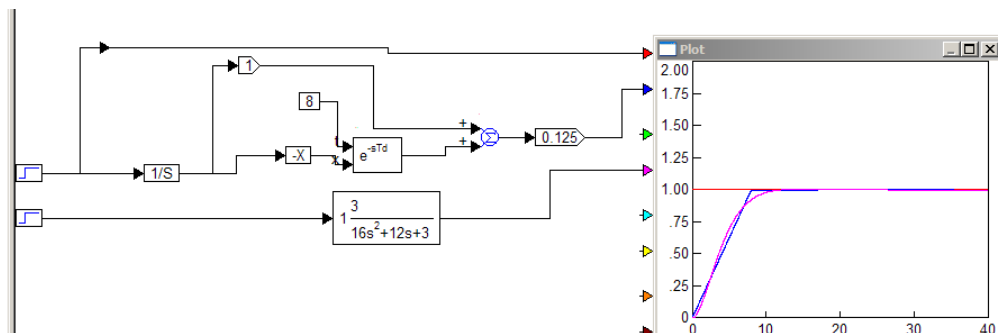 Plot
2.00
1.75
1.50
1.25
1.00
.75
.50
.25
0
0 10 20 30 40
1
8
+
+
Σ
0.125
t
x
e^-sTd
-X
1/S
1 3
16s²+12s+3